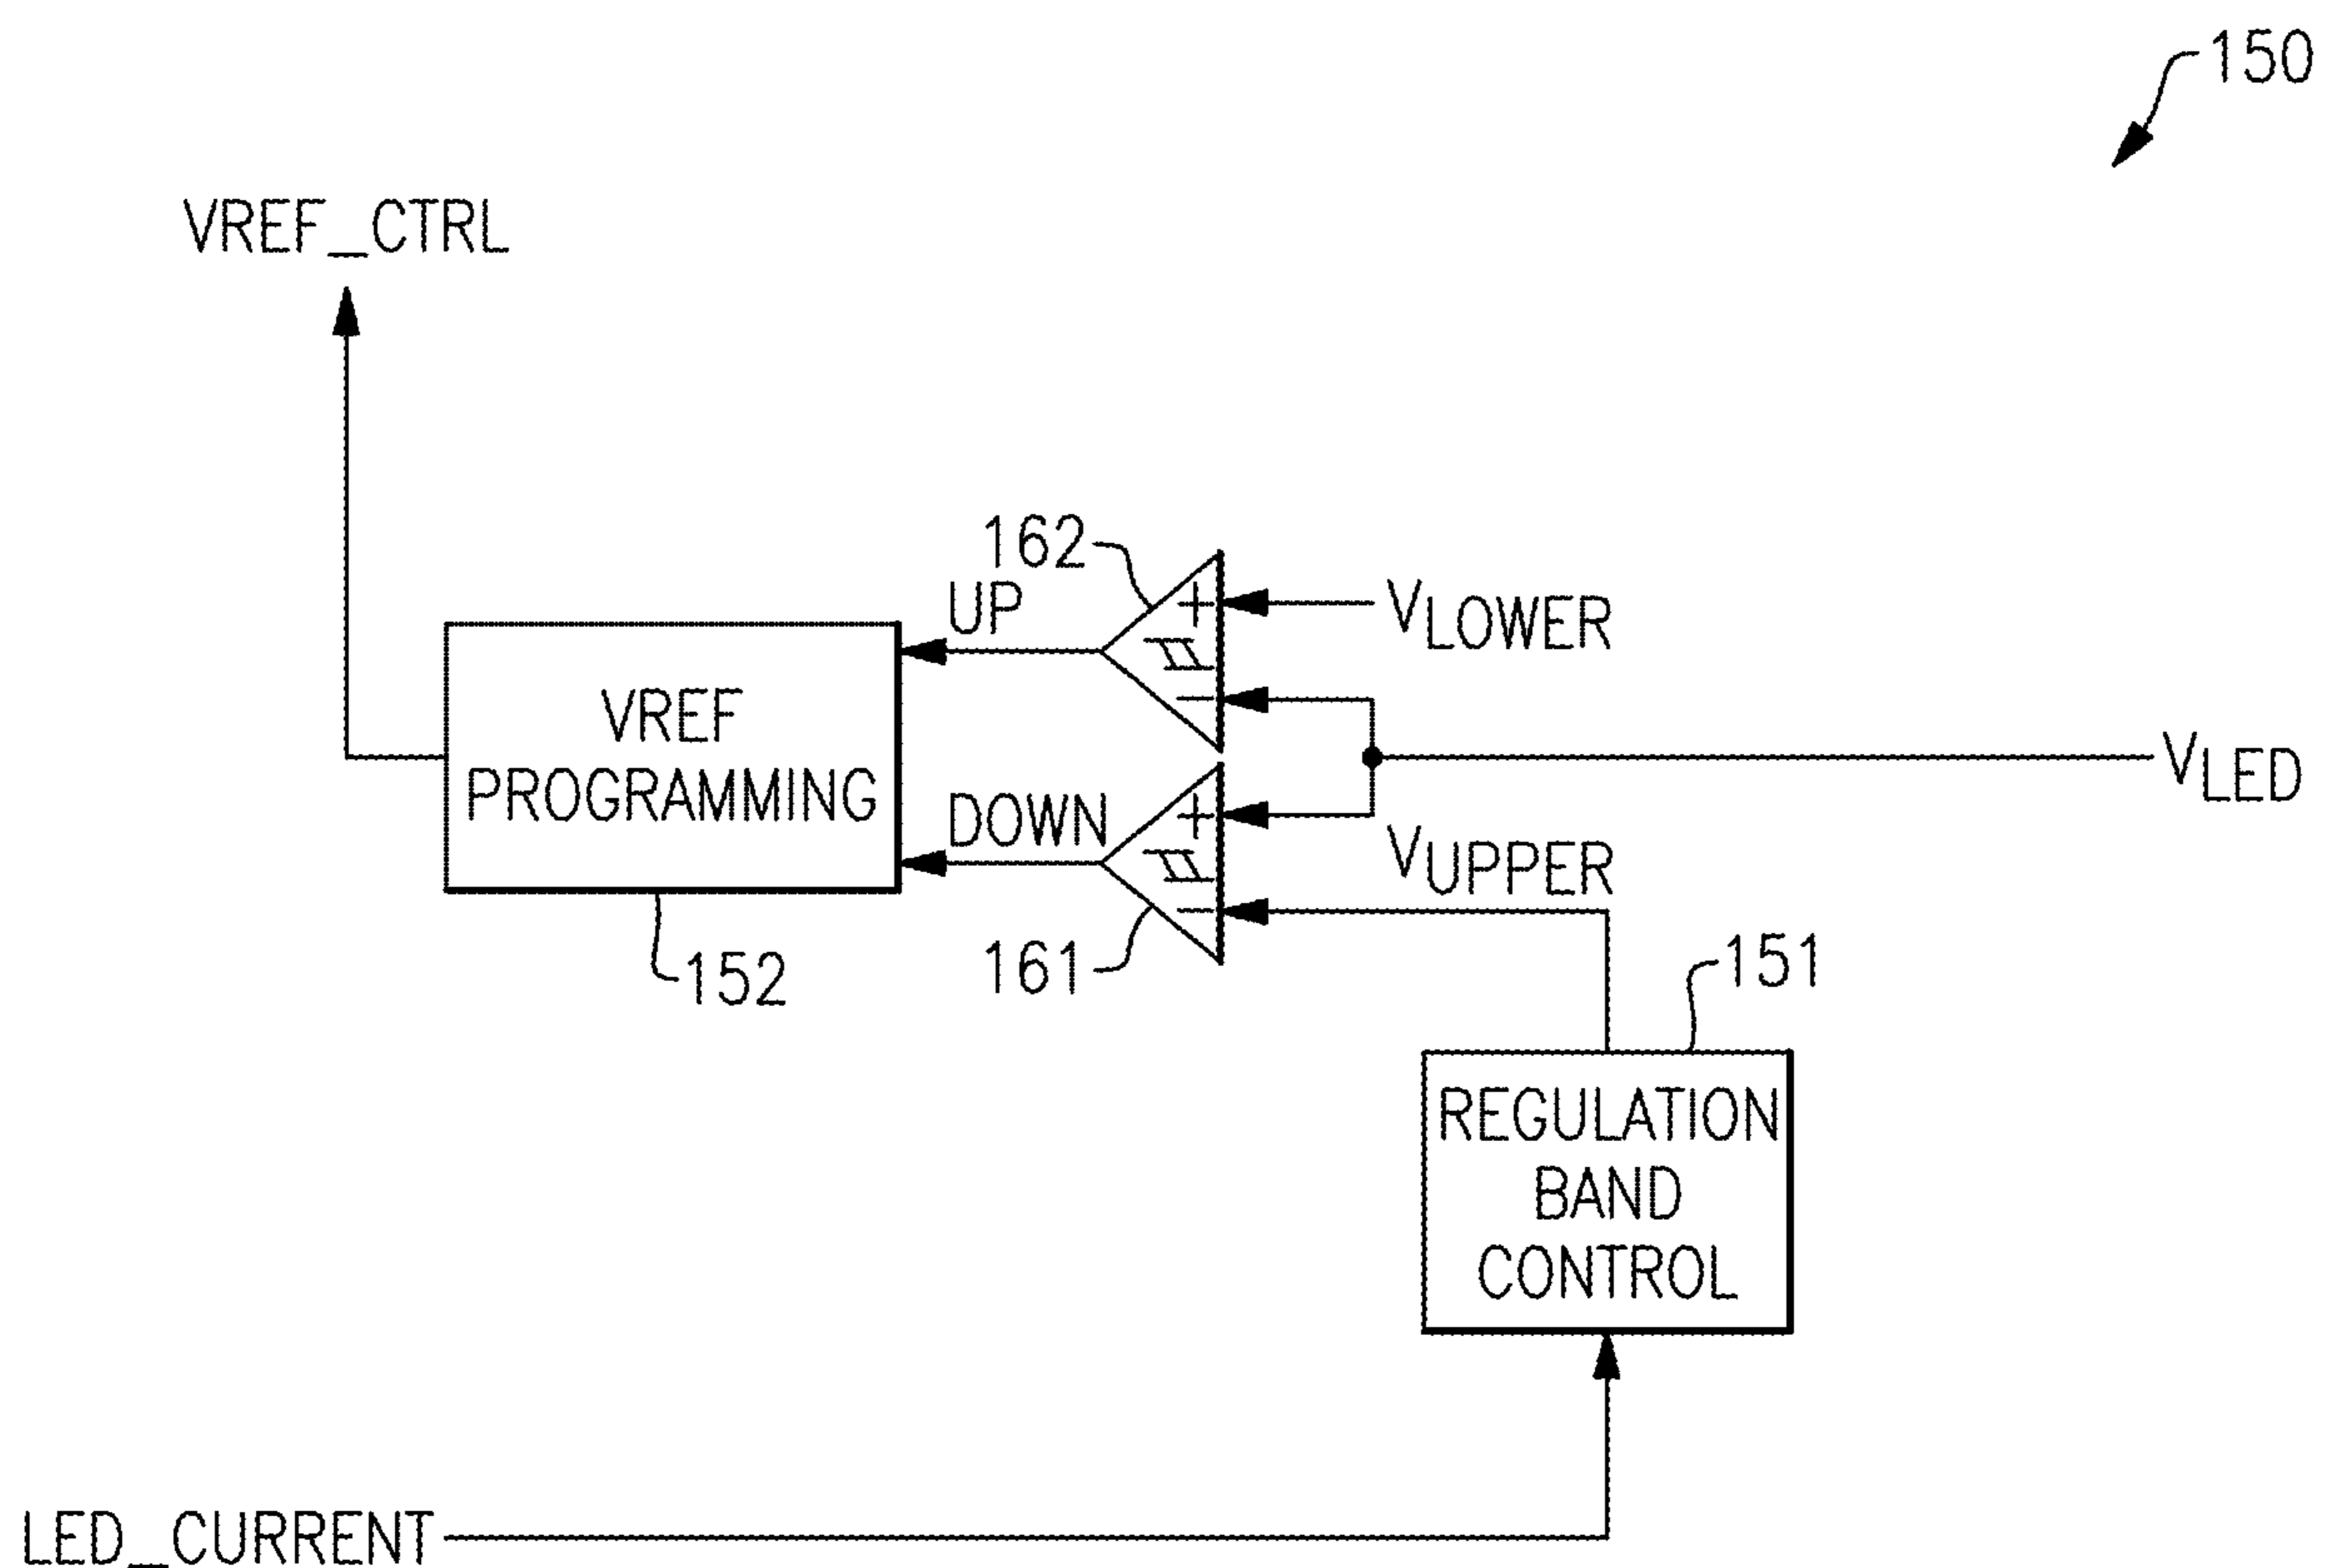 150
VREF_CTRL
162
UP
VLOWER
VREF
PROGRAMMING
VLED
DOWN
VUPPER
161
152
151
REGULATION
BAND
CONTROL
LED_CURRENT
+
−
+
−